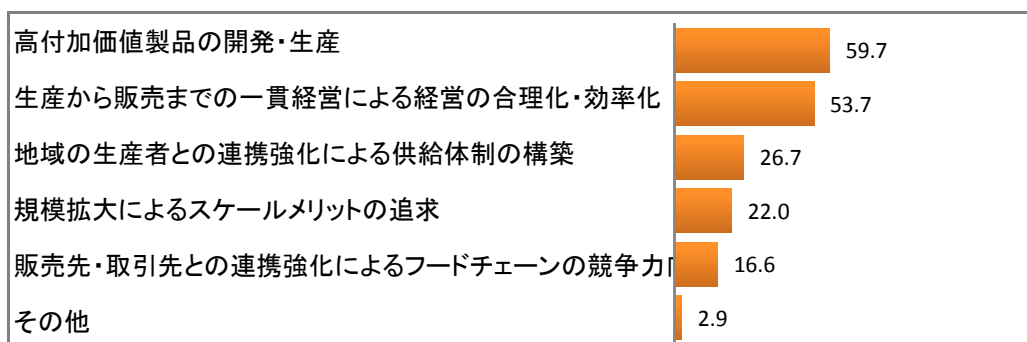 高付加価値製品の開発・生産 59.7
生産から販売までの一貫経営による経営の合理化・効率化 53.7
地域の生産者との連携強化による供給体制の構築 26.7
規模拡大によるスケールメリットの追求 22.0
販売先・取引先との連携強化によるフードチェーンの競争力 16.6
その他 2.9